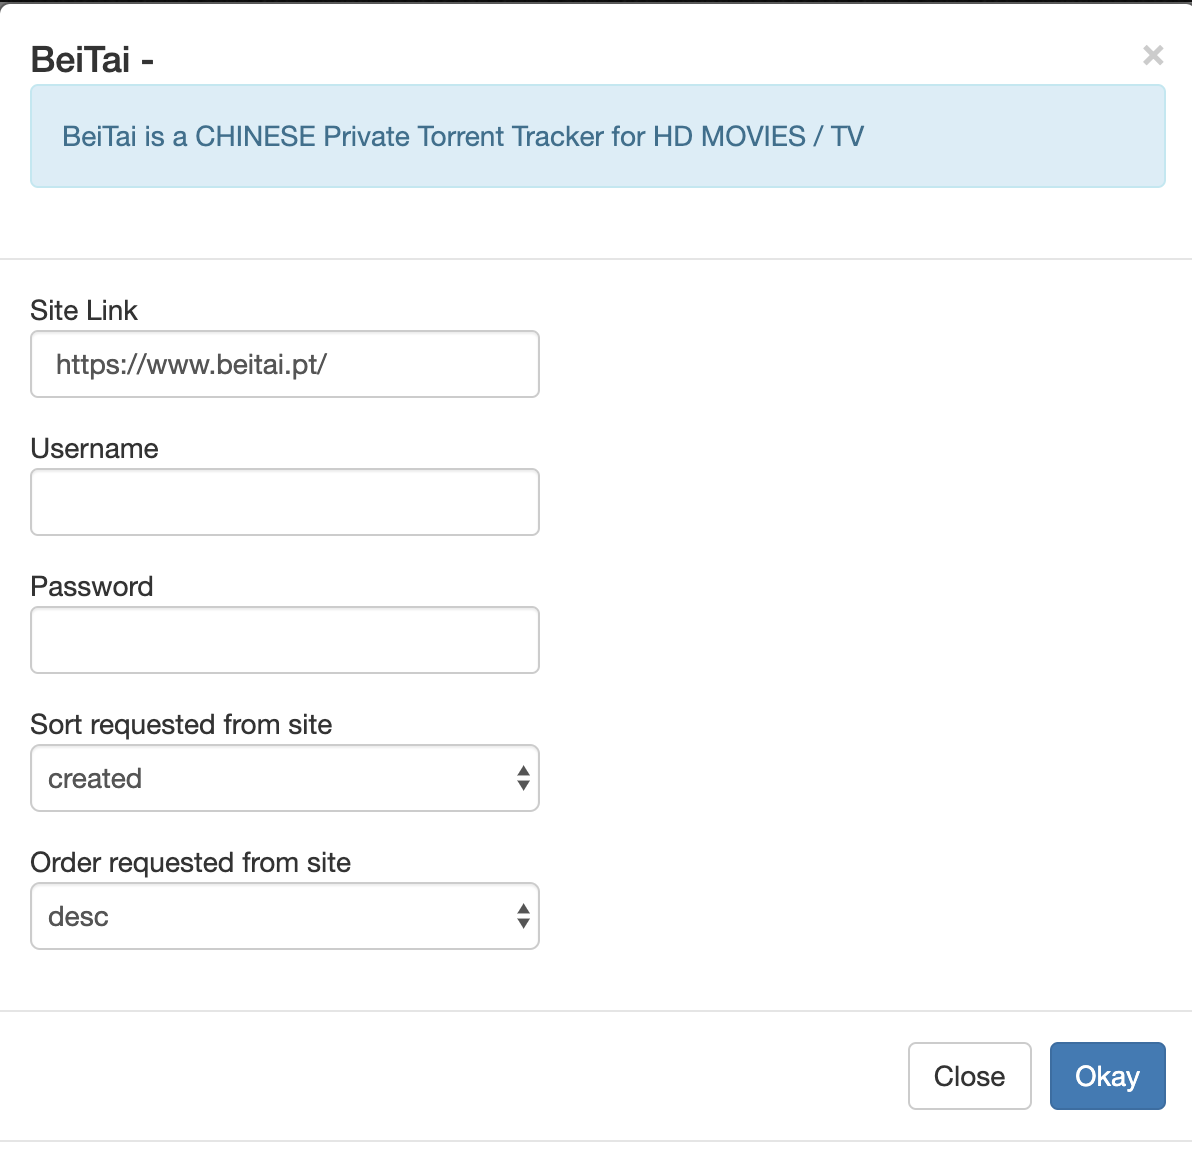 BeiTai -
×
BeiTai is a CHINESE Private Torrent Tracker for HD MOVIES / TV
Site Link
https://www.beitai.pt/
Username
Password
Sort requested from site
created
Order requested from site
desc
Close
Okay